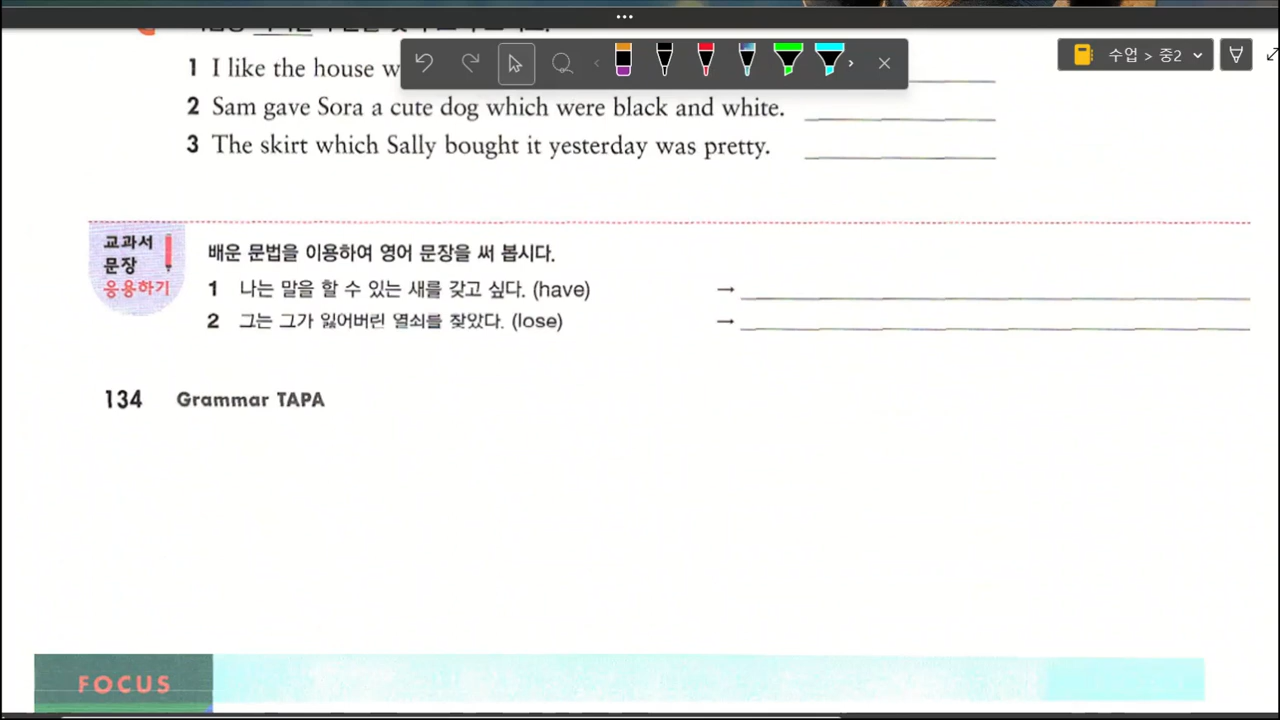 1 I like the house w
2 Sam gave Sora a cute dog which were black and white.
3 The skirt which Sally bought it yesterday was pretty.
수업 > 중2
교과서
문장
응용하기
배운 문법을 이용하여 영어 문장을 써 봅시다.
1 나는 말을 할 수 있는 새를 갖고 싶다. (have) →
2 그는 그가 잃어버린 열쇠를 찾았다. (lose) →
134 Grammar TAPA
FOCUS